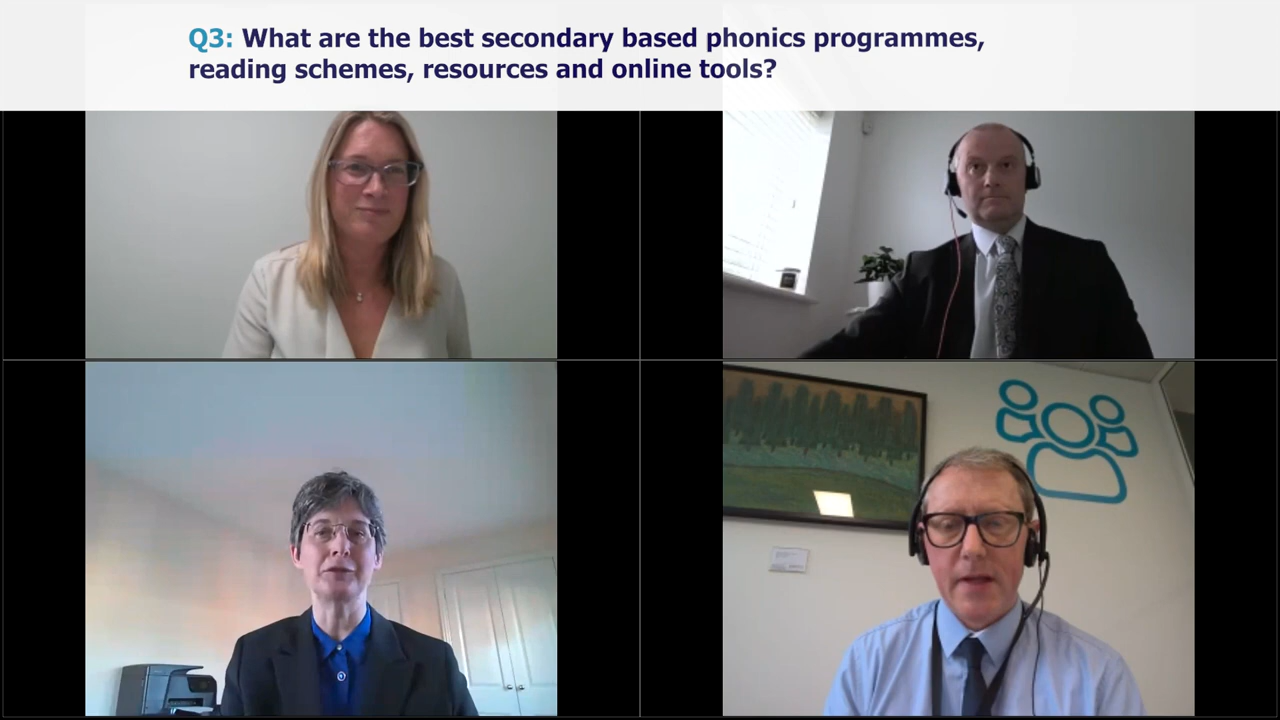 Q3: What are the best secondary based phonics programmes,
reading schemes, resources and online tools?